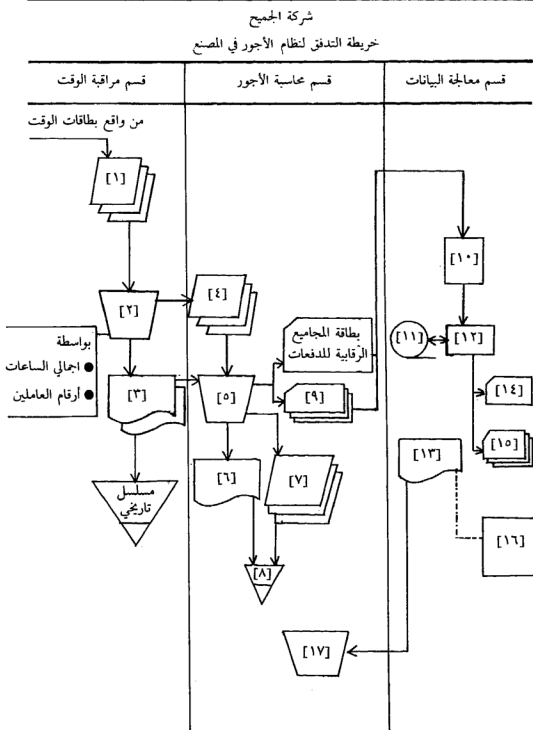 شركة الجميح
خريطة التدفق لنظام الأجور في المصنع
قسم معالجة البيانات
قسم محاسبة الأجور
قسم مراقبة الوقت
من واقع بطاقات الوقت
[١]
[٢]
بواسطة
● اجمالي الساعات
● أرقام العاملين
[٣]
مسلسل
تاريخي
[٤]
بطاقة المجاميع
الرقابية للدفعات
[٥]
[٩]
[٦]
[٧]
[٨]
[١٠]
[١١]
[١٢]
[١٤]
[١٣]
[١٥]
[١٦]
[١٧]